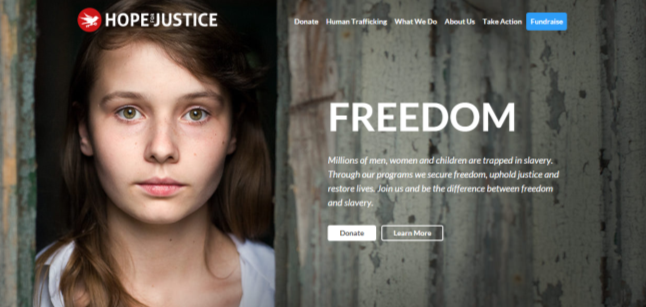 HOPE FOR JUSTICE
Donate Human Trafficking What We Do About Us Take Action Fundraise
FREEDOM
Millions of men, women and children are trapped in slavery.
Through our programs we secure freedom, uphold justice and
restore lives. Join us and be the difference between freedom
and slavery.
Donate Learn More